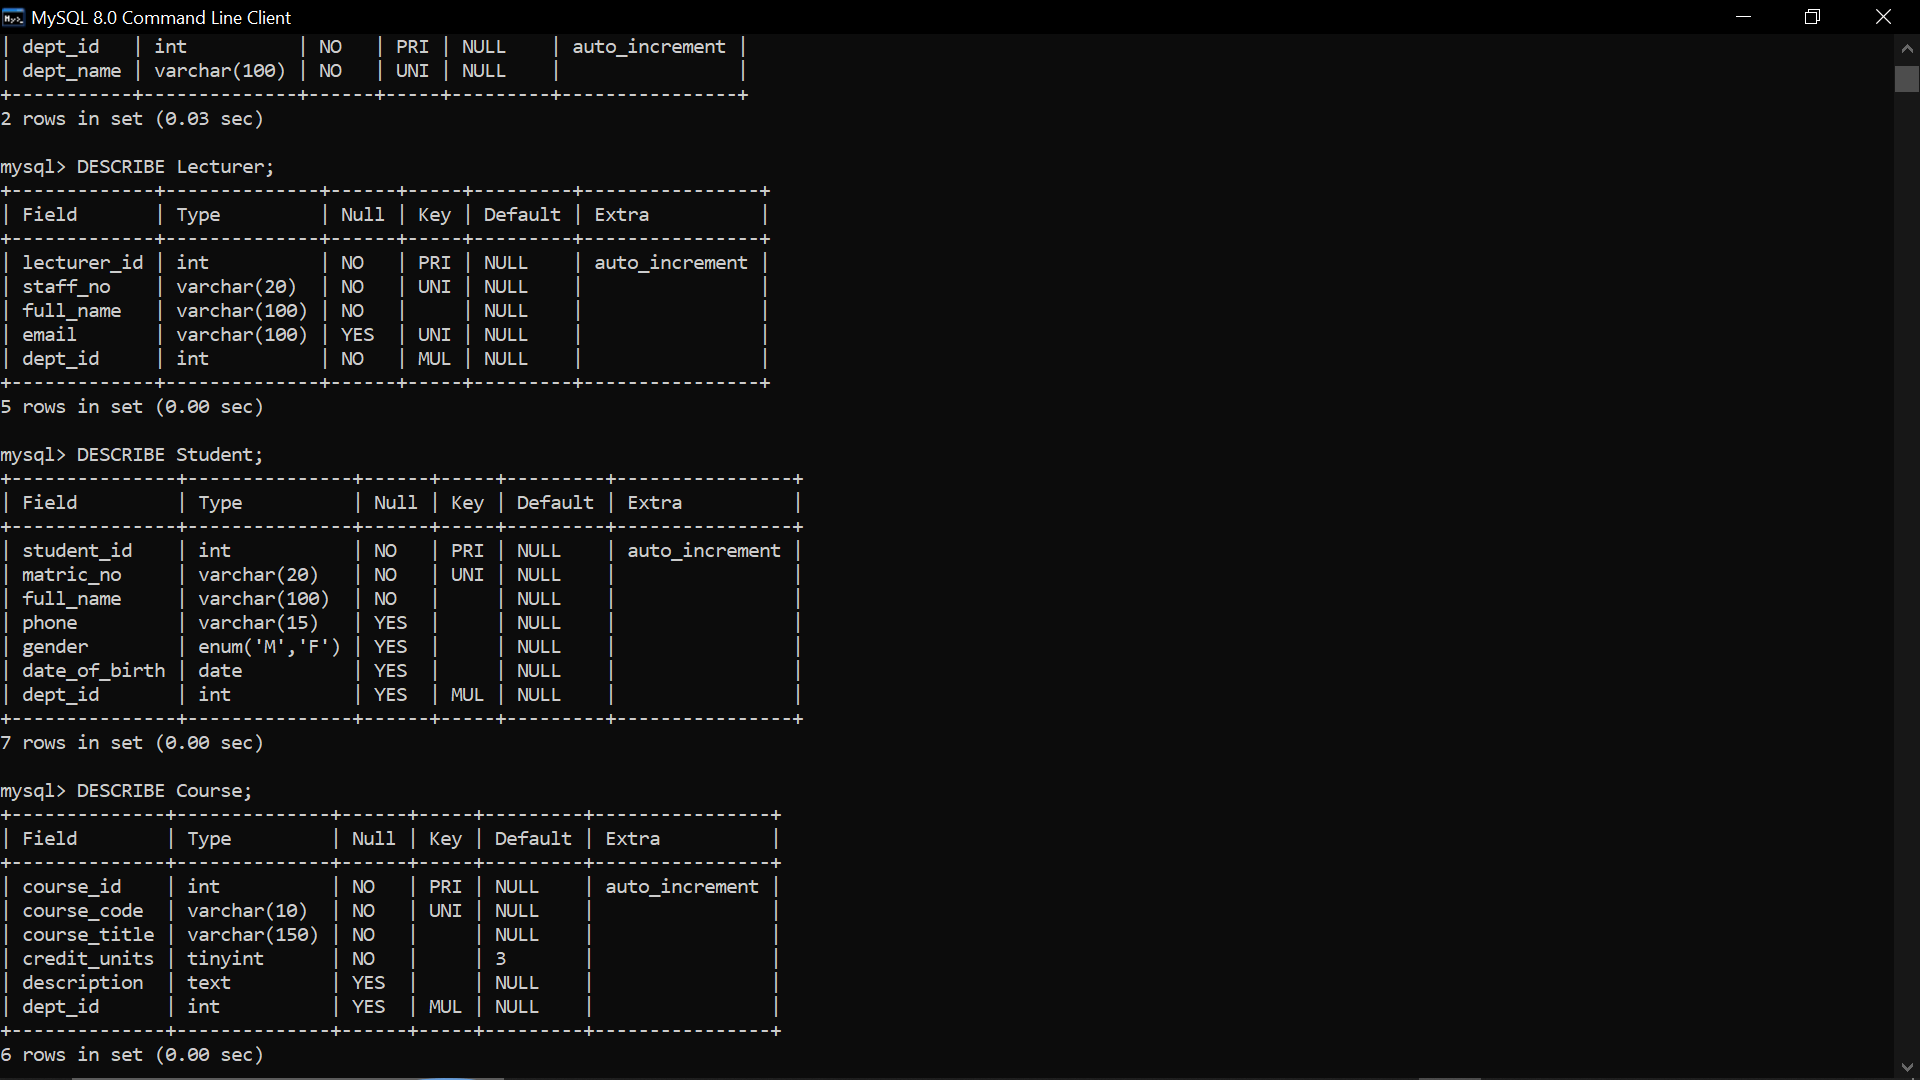 MySQL 8.0 Command Line Client
| dept_id   | int          | NO   | PRI | NULL    | auto_increment |
| dept_name | varchar(100) | NO   | UNI | NULL    |                |
+-----------+--------------+------+-----+---------+----------------+
2 rows in set (0.03 sec)

mysql> DESCRIBE Lecturer;
+-------------+--------------+------+-----+---------+----------------+
| Field       | Type         | Null | Key | Default | Extra          |
+-------------+--------------+------+-----+---------+----------------+
| lecturer_id | int          | NO   | PRI | NULL    | auto_increment |
| staff_no    | varchar(20)  | NO   | UNI | NULL    |                |
| full_name   | varchar(100) | NO   |     | NULL    |                |
| email       | varchar(100) | YES  | UNI | NULL    |                |
| dept_id     | int          | NO   | MUL | NULL    |                |
+-------------+--------------+------+-----+---------+----------------+
5 rows in set (0.00 sec)

mysql> DESCRIBE Student;
+---------------+---------------+------+-----+---------+----------------+
| Field         | Type          | Null | Key | Default | Extra          |
+---------------+---------------+------+-----+---------+----------------+
| student_id    | int           | NO   | PRI | NULL    | auto_increment |
| matric_no     | varchar(20)   | NO   | UNI | NULL    |                |
| full_name     | varchar(100)  | NO   |     | NULL    |                |
| phone         | varchar(15)   | YES  |     | NULL    |                |
| gender        | enum('M','F') | YES  |     | NULL    |                |
| date_of_birth | date          | YES  |     | NULL    |                |
| dept_id       | int           | YES  | MUL | NULL    |                |
+---------------+---------------+------+-----+---------+----------------+
7 rows in set (0.00 sec)

mysql> DESCRIBE Course;
+--------------+--------------+------+-----+---------+----------------+
| Field        | Type         | Null | Key | Default | Extra          |
+--------------+--------------+------+-----+---------+----------------+
| course_id    | int          | NO   | PRI | NULL    | auto_increment |
| course_code  | varchar(10)  | NO   | UNI | NULL    |                |
| course_title | varchar(150) | NO   |     | NULL    |                |
| credit_units | tinyint      | NO   |     | 3       |                |
| description  | text         | YES  |     | NULL    |                |
| dept_id      | int          | YES  | MUL | NULL    |                |
+--------------+--------------+------+-----+---------+----------------+
6 rows in set (0.00 sec)